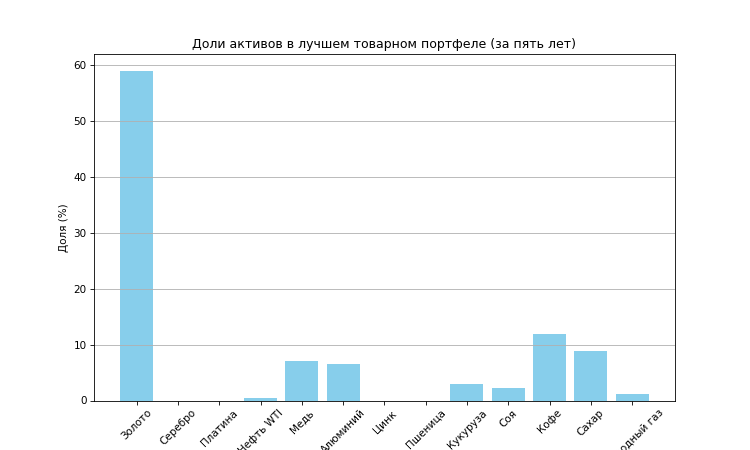 Доли активов в лучшем товарном портфеле (за пять лет)
Доля (%)
60
50
40
30
20
10
0
Золото
Серебро
Платина
Нефть WTI
Медь
Алюминий
Цинк
Пшеница
Кукуруза
Соя
Кофе
Сахар
газ